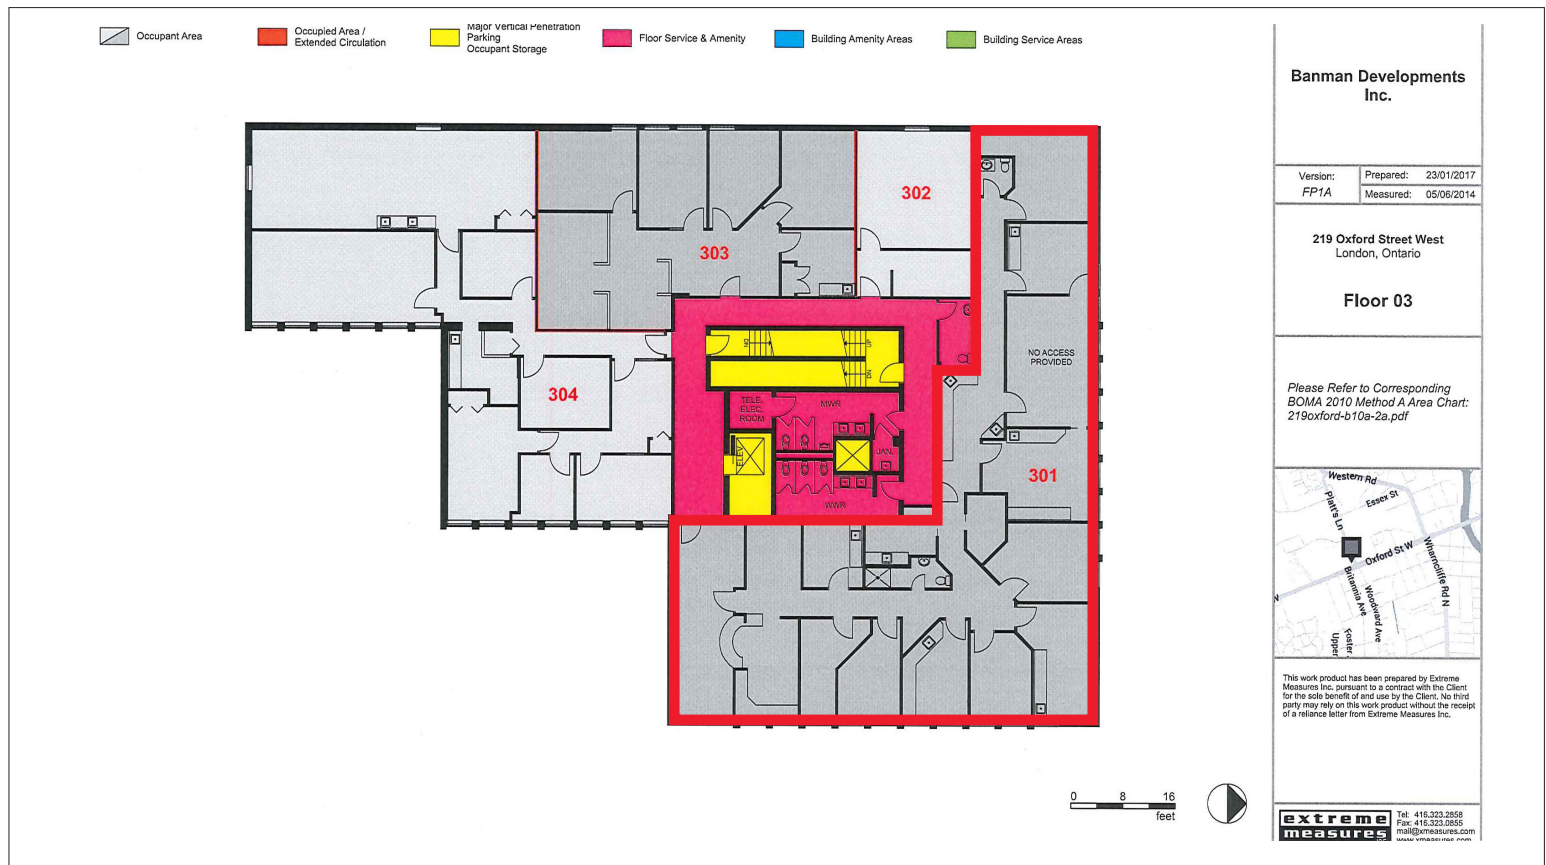 Occupant Area
Occupied Area /
Extended Circulation
Major Vertical Penetration
Parking
Occupant Storage
Floor Service & Amenity
Building Amenity Areas
Building Service Areas
302
303
304
301
NO ACCESS
PROVIDED
DN
UP
DN
TELE.
ELEC.
ROOM
MWR
ELEV.
JAN.
WWR
0 8 16
feet
Banman Developments
Inc.
Version:
FP1A
Prepared: 23/01/2017
Measured: 05/06/2014
219 Oxford Street West
London, Ontario
Floor 03
Please Refer to Corresponding
BOMA 2010 Method A Area Chart:
219oxford-b10a-2a.pdf
Western Rd
Essex St
Platt's Ln
Oxford St W
Wharncliffe Rd N
Britannia Ave
Woodward Ave
Foster
Upper
This work product has been prepared by Extreme
Measures Inc. pursuant to a contract with the Client
for the sole benefit of and use by the Client. No third
party may rely on this work product without the receipt
of a reliance letter from Extreme Measures Inc.
extreme
measures
Tel: 416.323.2858
Fax: 416.323.0855
mail@xmeasures.com
www.xmeasures.com